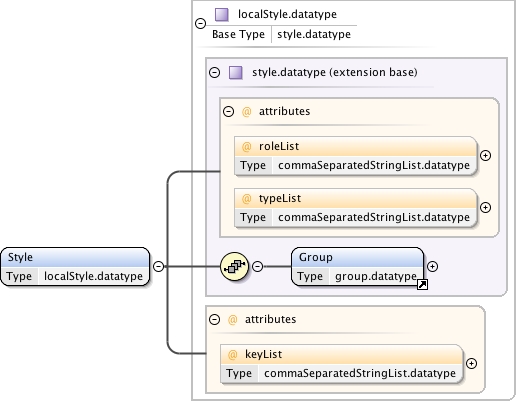 localStyle.datatype
Base Type style.datatype
style.datatype (extension base)
@ attributes
@ roleList
Type commaSeparatedStringList.datatype
@ typeList
Type commaSeparatedStringList.datatype
Style
Type localStyle.datatype
Group
Type group.datatype
@ attributes
@ keyList
Type commaSeparatedStringList.datatype